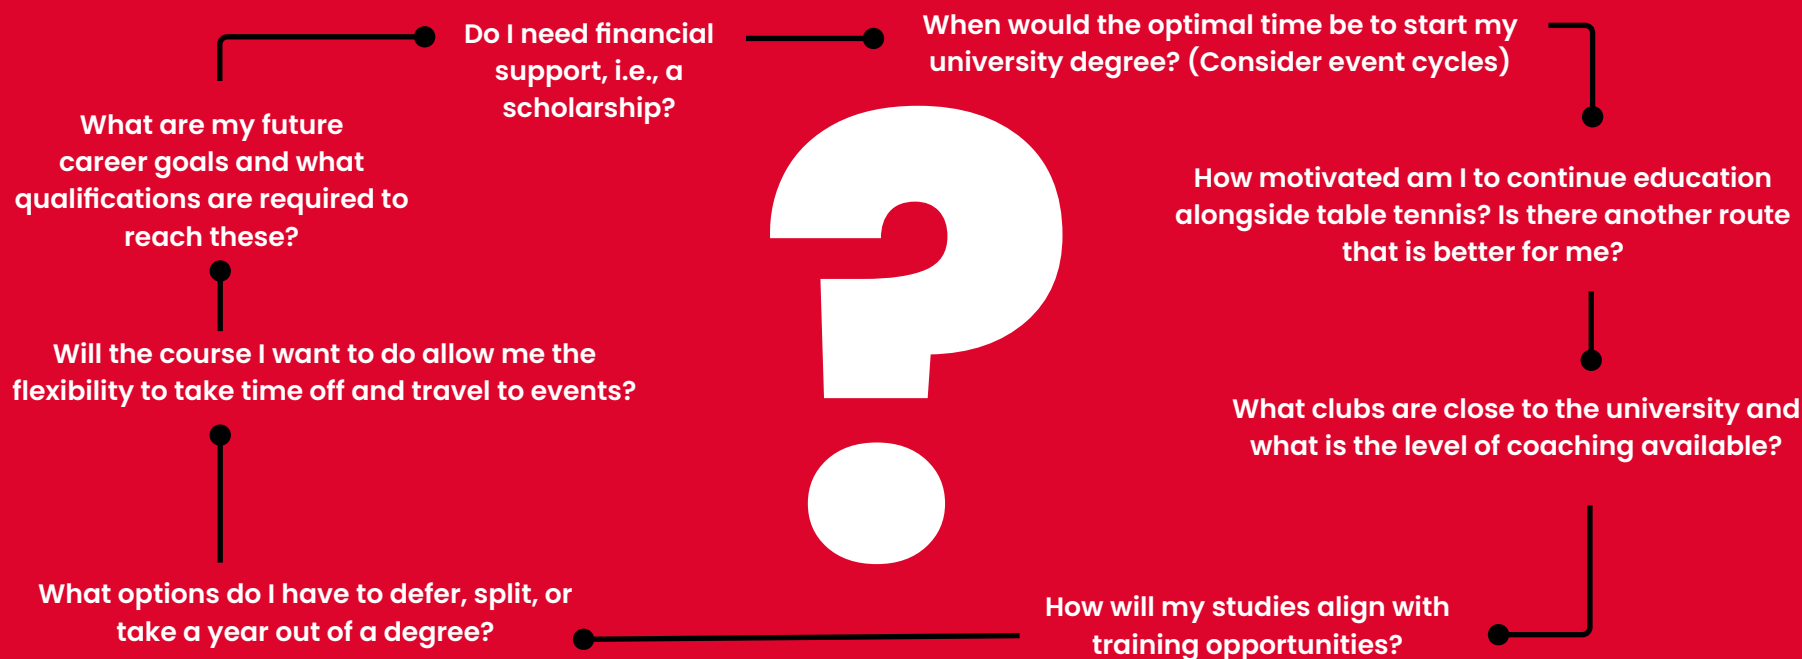 Do I need financial
support, i.e., a
scholarship?
When would the optimal time be to start my
university degree? (Consider event cycles)
How motivated am I to continue education
alongside table tennis? Is there another route
that is better for me?
What clubs are close to the university and
what is the level of coaching available?
How will my studies align with
training opportunities?
What options do I have to defer, split, or
take a year out of a degree?
Will the course I want to do allow me the
flexibility to take time off and travel to events?
What are my future
career goals and what
qualifications are required to
reach these?
?